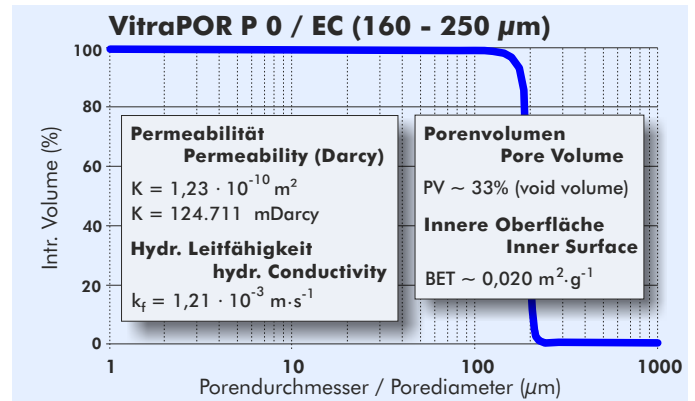 VitraPOR P 0 / EC (160 - 250 µm)
Intr. Volume (%)
100
80
60
40
20
0
Permeabilität
Permeability (Darcy)
K = 1,23 · 10⁻¹⁰ m²
K = 124.711 mDarcy
Hydr. Leitfähigkeit
hydr. Conductivity
k_f = 1,21 · 10⁻³ m·s⁻¹
Porenvolumen
Pore Volume
PV ~ 33% (void volume)
Innere Oberfläche
Inner Surface
BET ~ 0,020 m²·g⁻¹
1 10 100 1000
Porendurchmesser / Porediameter (µm)